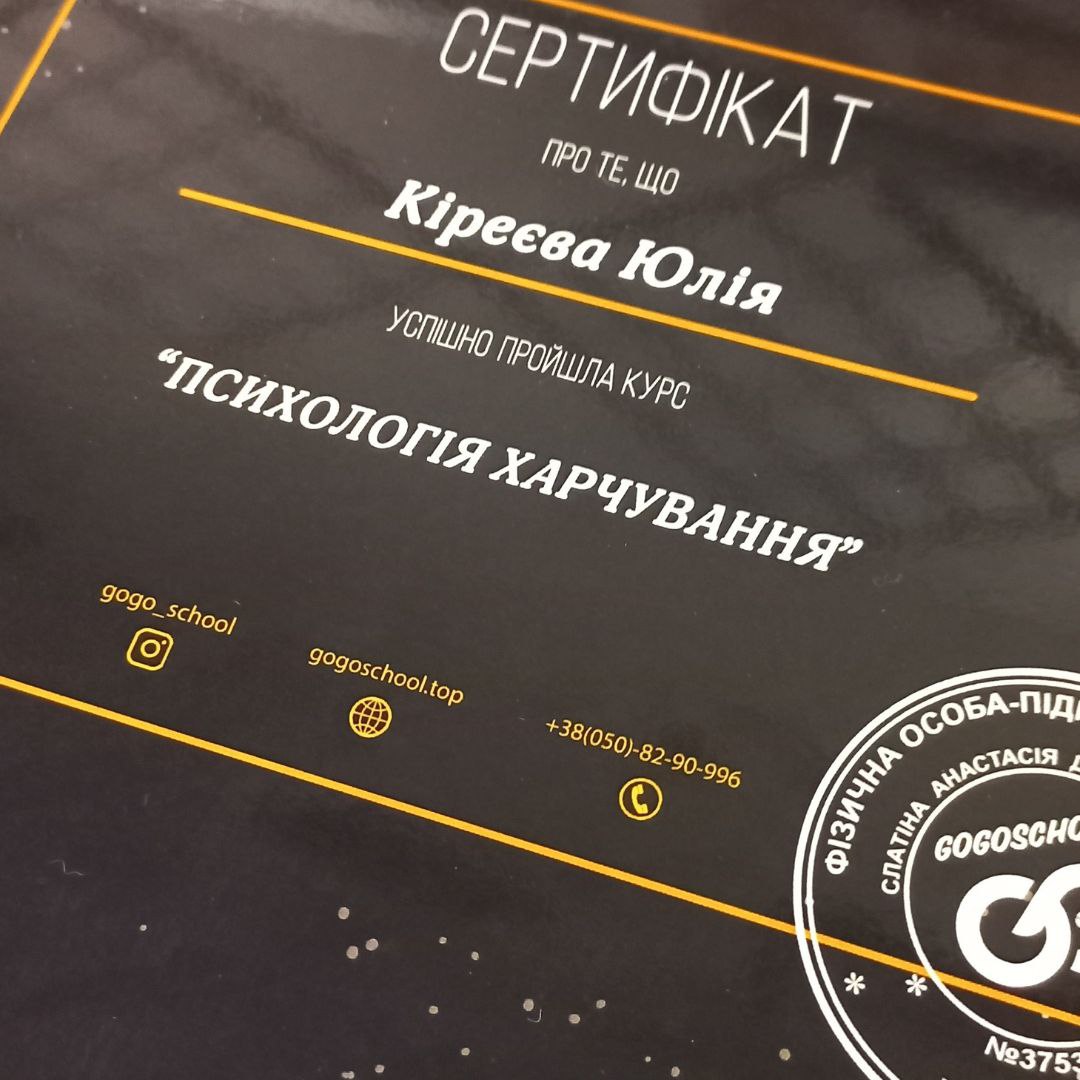 СЕРТИФІКАТ
ПРО ТЕ, ЩО
Кіреєва Юлія
УСПІШНО ПРОЙШЛА КУРС
“ПСИХОЛОГІЯ ХАРЧУВАННЯ”
gogo_school
gogoschool.top
+38(050)-82-90-996
ФІЗИЧНА ОСОБА-ПІД
СЛАТІНА АНАСТАСІЯ Д
GOGOSCHO
№3753